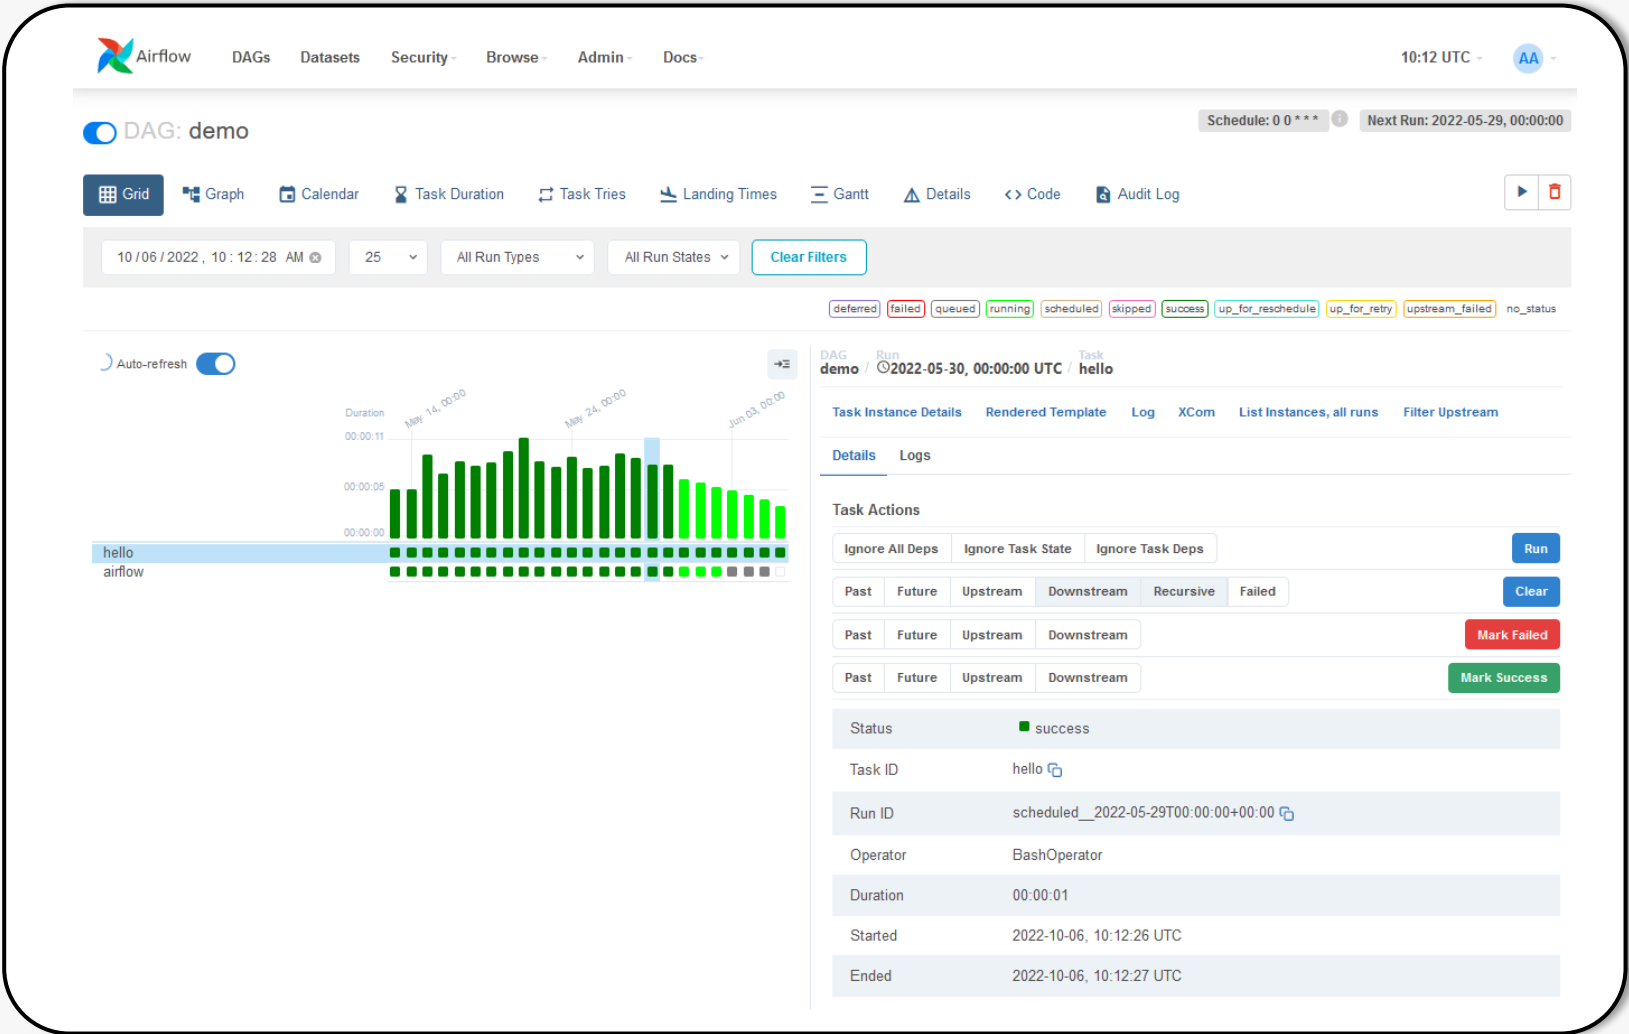 Airflow DAGs Datasets Security Browse Admin Docs 10:12 UTC AA
DAG: demo Schedule: 0 0 * * * Next Run: 2022-05-29, 00:00:00
Grid Graph Calendar Task Duration Task Tries Landing Times Gantt Details Code Audit Log
10/06/2022, 10:12:28 AM 25 All Run Types All Run States Clear Filters
deferred failed queued running scheduled skipped success up_for_reschedule up_for_retry upstream_failed no_status
Auto-refresh
Duration May 14, 00:00 May 24, 00:00 Jun 03, 00:00
00:00:11
00:00:05
00:00:00
hello
airflow
DAG Run Task
demo / 2022-05-30, 00:00:00 UTC / hello
Task Instance Details Rendered Template Log XCom List Instances, all runs Filter Upstream
Details Logs
Task Actions
Ignore All Deps Ignore Task State Ignore Task Deps Run
Past Future Upstream Downstream Recursive Failed Clear
Past Future Upstream Downstream Mark Failed
Past Future Upstream Downstream Mark Success
Status success
Task ID hello
Run ID scheduled__2022-05-29T00:00:00+00:00
Operator BashOperator
Duration 00:00:01
Started 2022-10-06, 10:12:26 UTC
Ended 2022-10-06, 10:12:27 UTC